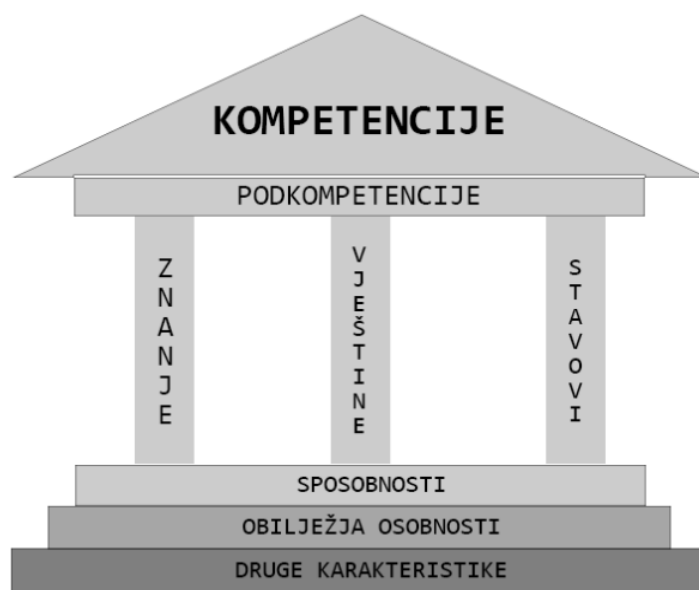 KOMPETENCIJE
PODKOMPETENCIJE
ZNANJE
VJEŠTINE
STAVOVI
SPOSOBNOSTI
OBILJEŽJA OSOBNOSTI
DRUGE KARAKTERISTIKE